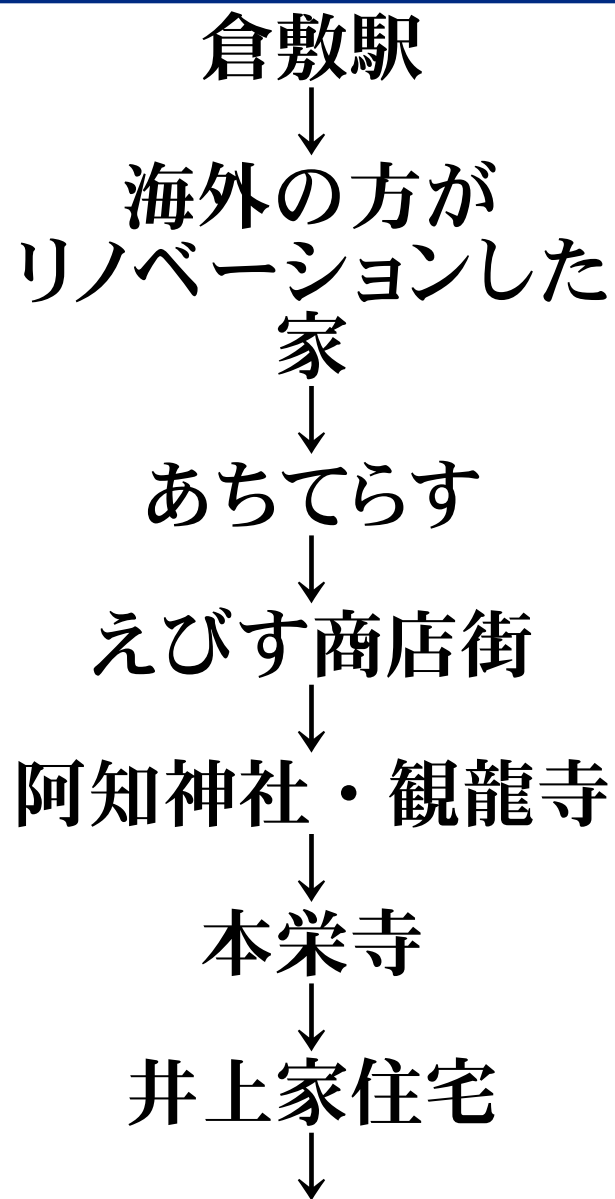 倉敷駅
↓
海外の方が
リノベーションした
家
↓
あちてらす
↓
えびす商店街
↓
阿知神社・観龍寺
↓
本栄寺
↓
井上家住宅
↓